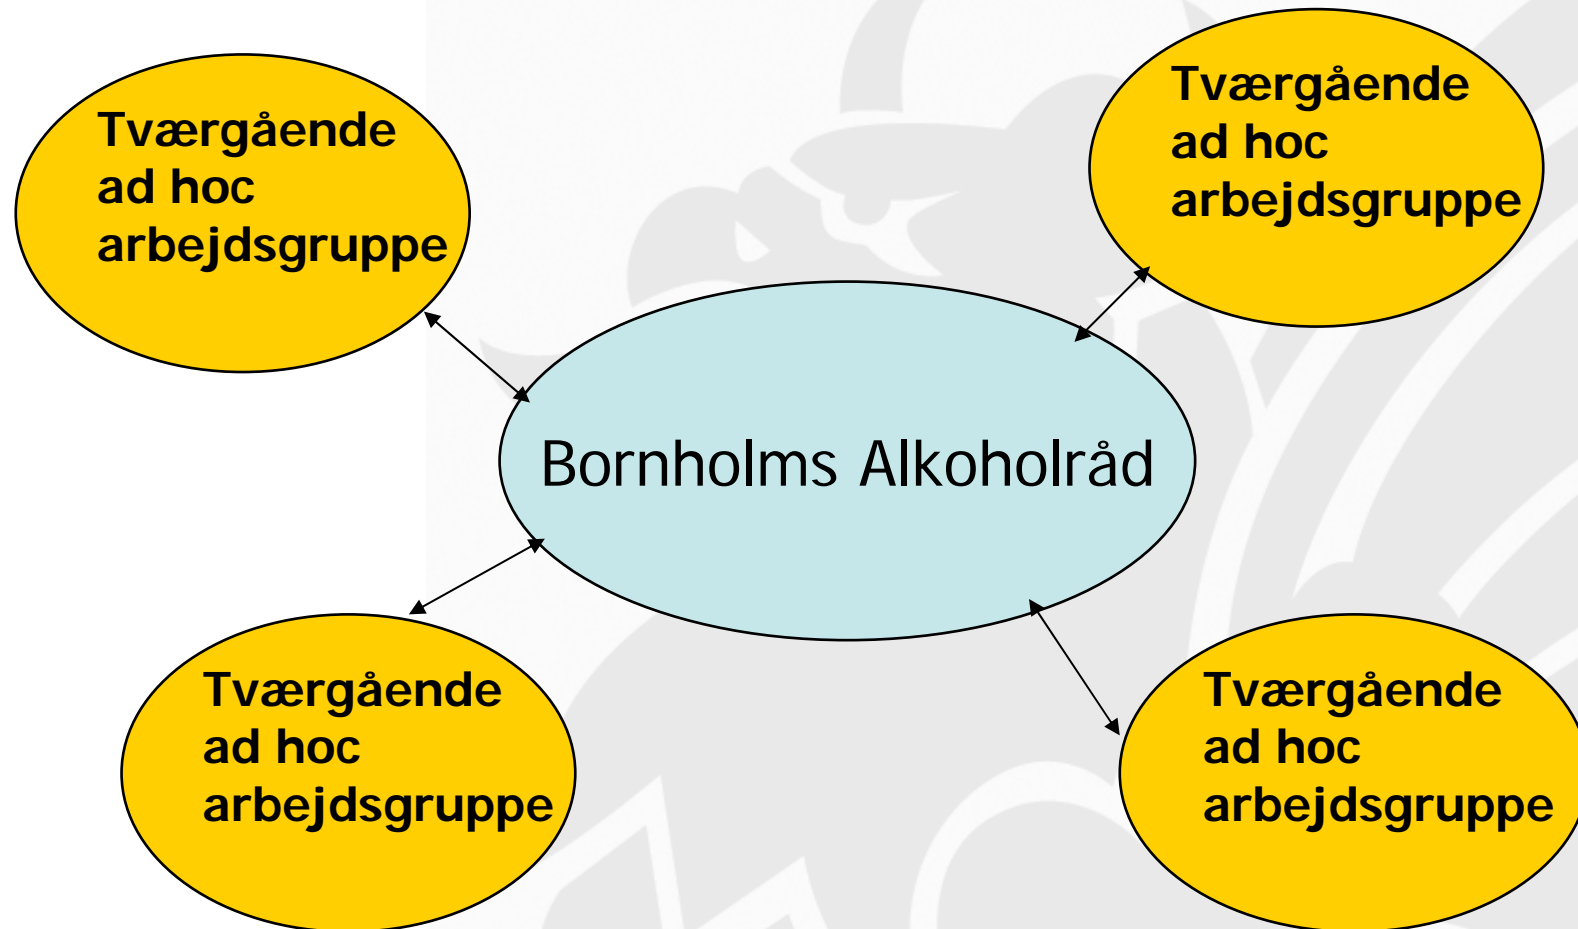 Tværgående
ad hoc
arbejdsgruppe
Tværgående
ad hoc
arbejdsgruppe
Bornholms Alkoholråd
Tværgående
ad hoc
arbejdsgruppe
Tværgående
ad hoc
arbejdsgruppe